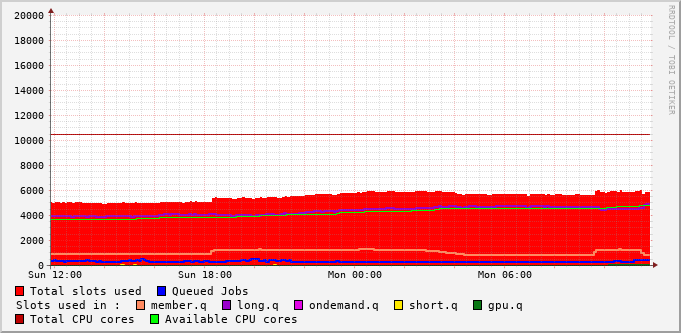 20000
18000
16000
14000
12000
10000
8000
6000
4000
2000
0
Sun 12:00 Sun 18:00 Mon 00:00 Mon 06:00
Total slots used Queued Jobs
Slots used in : member.q long.q ondemand.q short.q gpu.q
Total CPU cores Available CPU cores
RRDTOOL / TOBI OETIKER